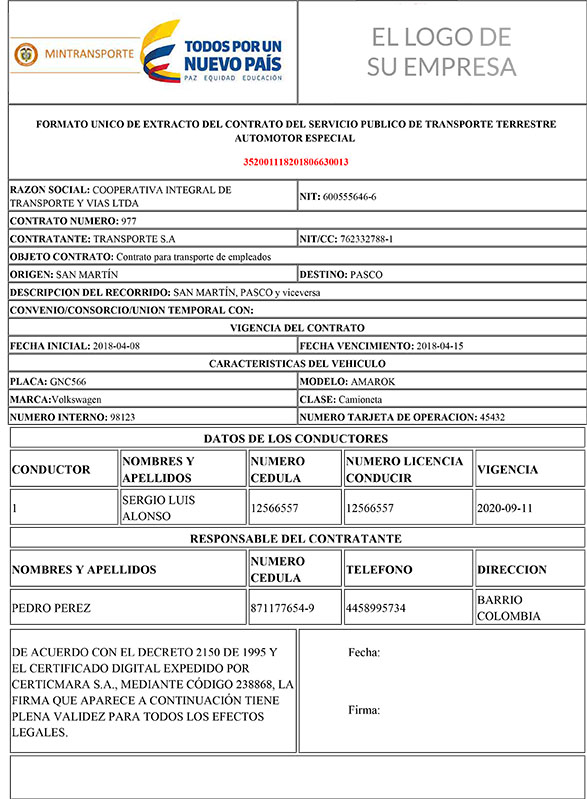 MINTRANSPORTE
TODOS POR UN
NUEVO PAÍS
PAZ EQUIDAD EDUCACIÓN
EL LOGO DE
SU EMPRESA
FORMATO UNICO DE EXTRACTO DEL CONTRATO DEL SERVICIO PUBLICO DE TRANSPORTE TERRESTRE
AUTOMOTOR ESPECIAL
352001118201806630013
RAZON SOCIAL: COOPERATIVA INTEGRAL DE
TRANSPORTE Y VIAS LTDA
NIT: 600555646-6
CONTRATO NUMERO: 977
CONTRATANTE: TRANSPORTE S.A
NIT/CC: 762332788-1
OBJETO CONTRATO: Contrato para transporte de empleados
ORIGEN: SAN MARTÍN
DESTINO: PASCO
DESCRIPCION DEL RECORRIDO: SAN MARTÍN, PASCO y viceversa
CONVENIO/CONSORCIO/UNION TEMPORAL CON:
VIGENCIA DEL CONTRATO
FECHA INICIAL: 2018-04-08
FECHA VENCIMIENTO: 2018-04-15
CARACTERISTICAS DEL VEHICULO
PLACA: GNC566
MODELO: AMAROK
MARCA:Volkswagen
CLASE: Camioneta
NUMERO INTERNO: 98123
NUMERO TARJETA DE OPERACION: 45432
DATOS DE LOS CONDUCTORES
CONDUCTOR
NOMBRES Y
APELLIDOS
NUMERO
CEDULA
NUMERO LICENCIA
CONDUCIR
VIGENCIA
1
SERGIO LUIS
ALONSO
12566557
12566557
2020-09-11
RESPONSABLE DEL CONTRATANTE
NOMBRES Y APELLIDOS
NUMERO
CEDULA
TELEFONO
DIRECCION
PEDRO PEREZ
871177654-9
4458995734
BARRIO
COLOMBIA
DE ACUERDO CON EL DECRETO 2150 DE 1995 Y
EL CERTIFICADO DIGITAL EXPEDIDO POR
CERTICMARA S.A., MEDIANTE CÓDIGO 238868, LA
FIRMA QUE APARECE A CONTINUACIÓN TIENE
PLENA VALIDEZ PARA TODOS LOS EFECTOS
LEGALES.
Fecha:
Firma: